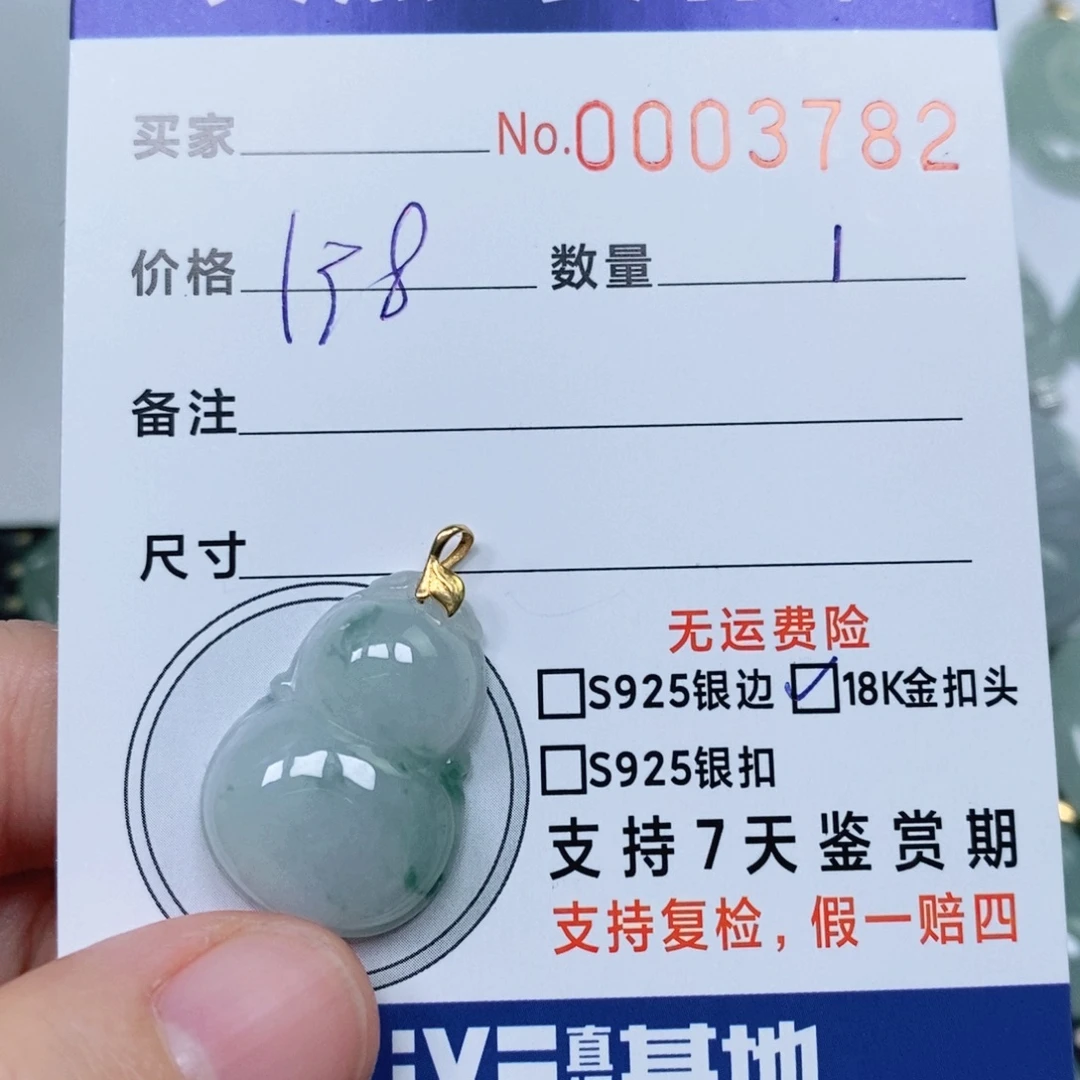 买家 No.0003782
价格 138 数量 1
备注
尺寸
无运费险
S925银边 18K金扣头
S925银扣
支持7天鉴赏期
支持复检，假一赔四
基地